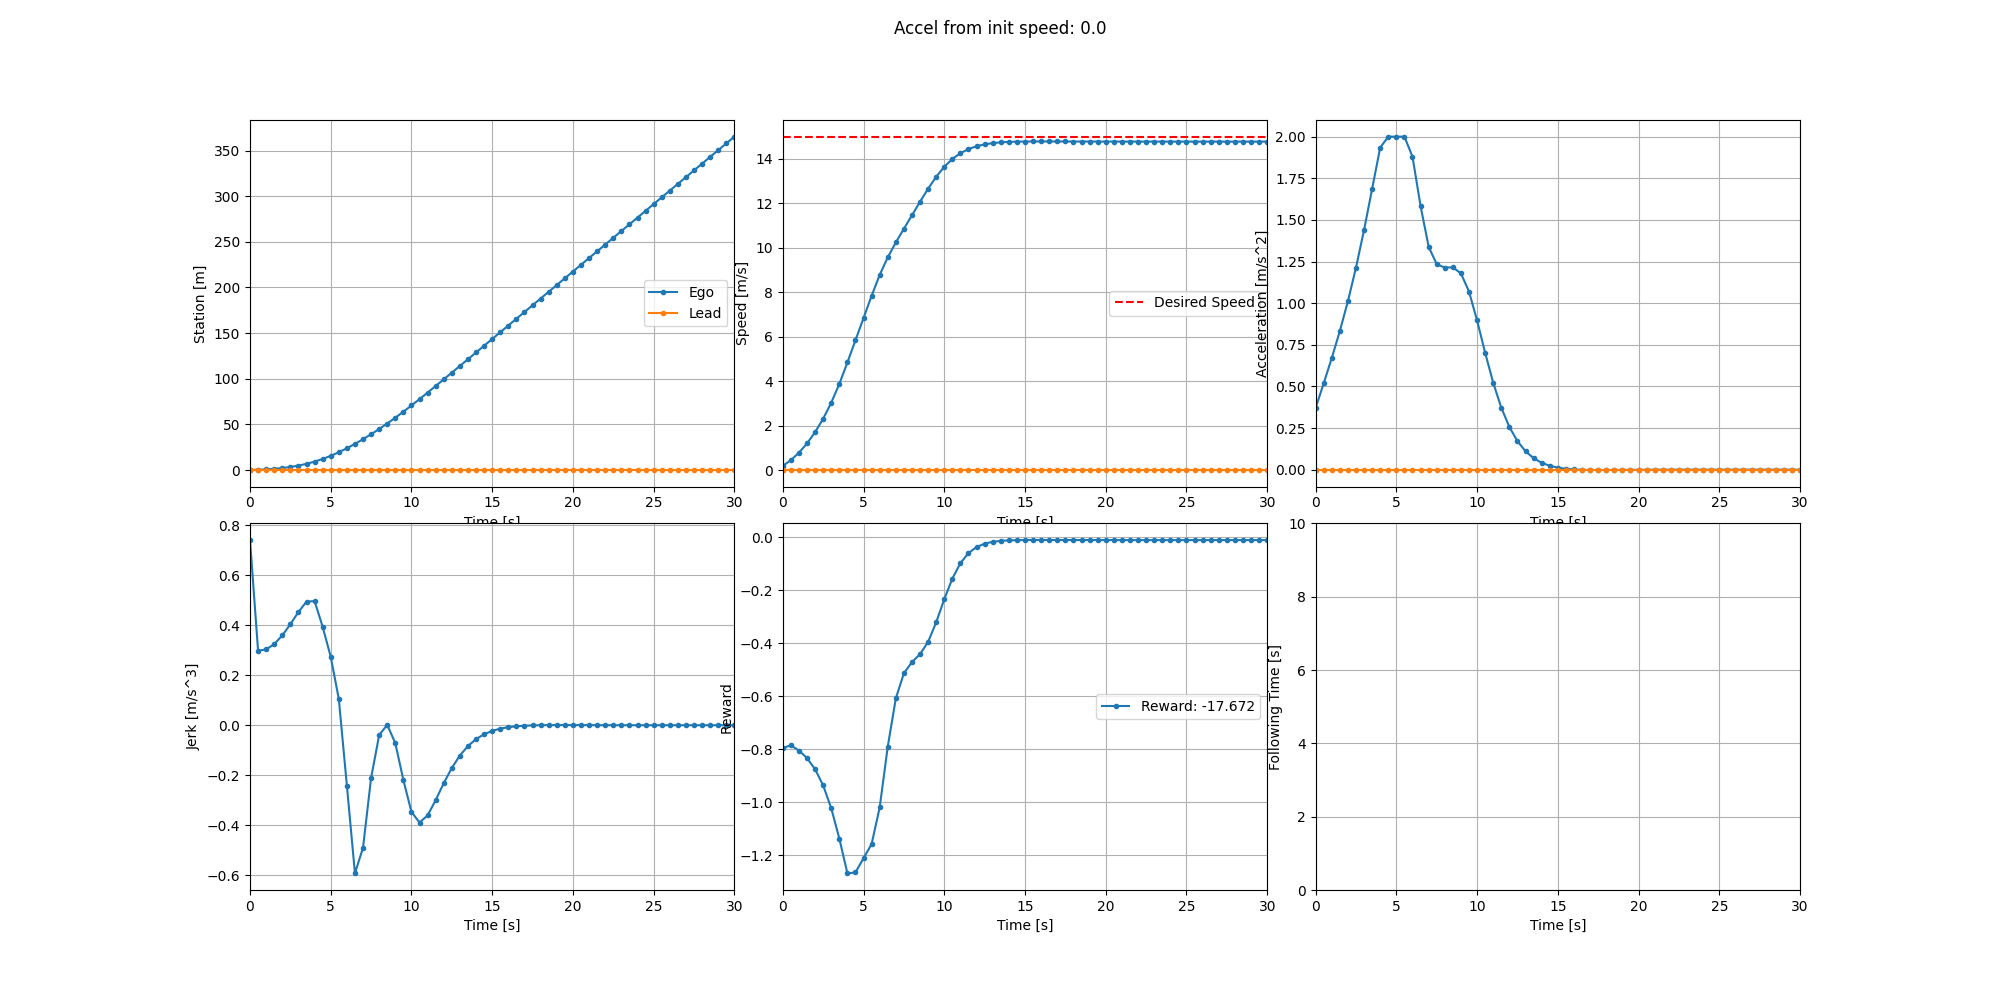 Accel from init speed: 0.0
Station [m]
350
300
250
200
150
100
50
0
0 5 10 15 20 25 30
Time [s]
Ego
Lead
Speed [m/s]
14
12
10
8
6
4
2
0
0 5 10 15 20 25 30
Time [s]
Desired Speed
Acceleration [m/s^2]
2.00
1.75
1.50
1.25
1.00
0.75
0.50
0.25
0.00
0 5 10 15 20 25 30
Time [s]
Jerk [m/s^3]
0.8
0.6
0.4
0.2
0.0
−0.2
−0.4
−0.6
0 5 10 15 20 25 30
Time [s]
Reward
0.0
−0.2
−0.4
−0.6
−0.8
−1.0
−1.2
0 5 10 15 20 25 30
Time [s]
Reward: -17.672
Following Time [s]
10
8
6
4
2
0
0 5 10 15 20 25 30
Time [s]